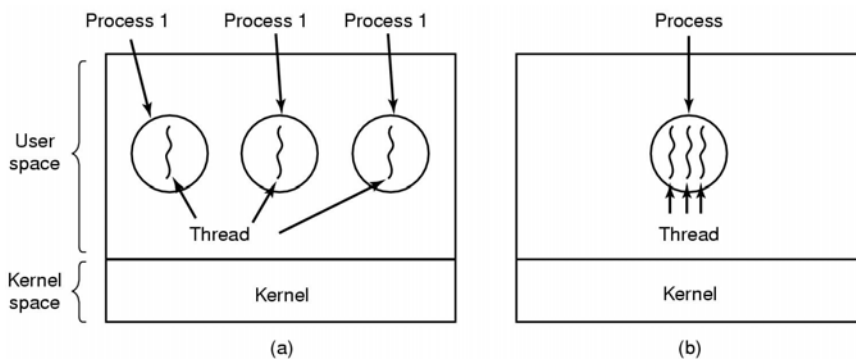 Process 1
Process 1
Process 1
Process
User
space
Thread
Thread
Kernel
space
Kernel
Kernel
(a)
(b)